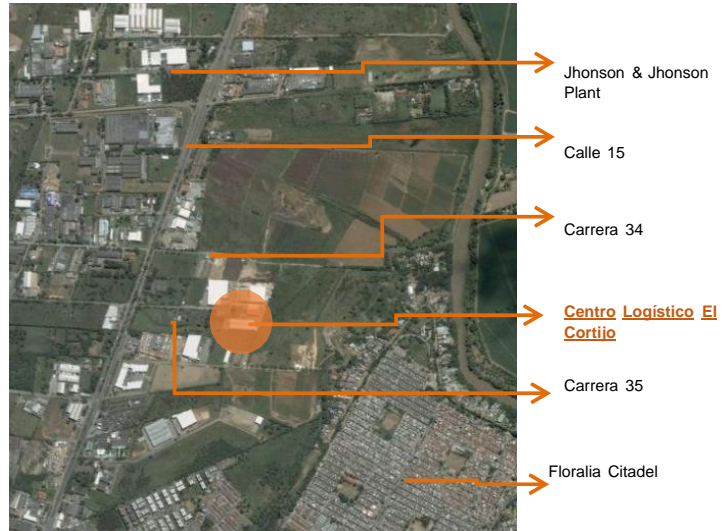 Jhonson & Jhonson
Plant
Calle 15
Carrera 34
Centro Logístico El
Cortijo
Carrera 35
Floralia Citadel